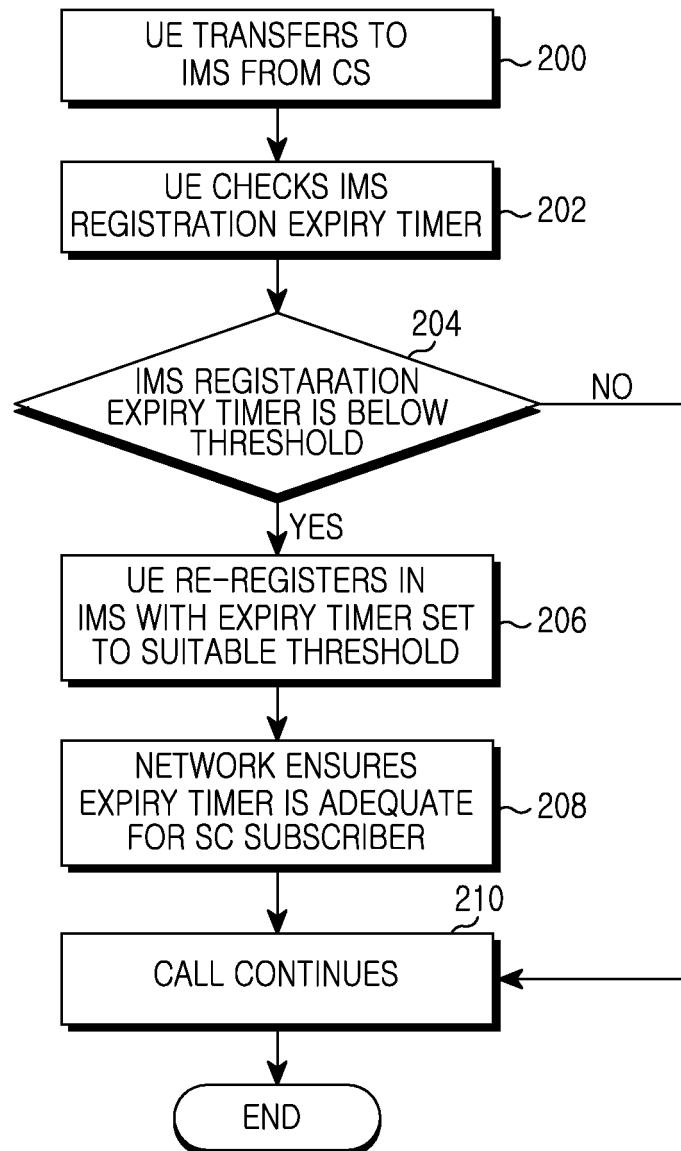 UE TRANSFERS TO
IMS FROM CS
200
UE CHECKS IMS
REGISTRATION EXPIRY TIMER
202
204
IMS REGISTARATION
EXPIRY TIMER IS BELOW
THRESHOLD
NO
YES
UE RE-REGISTERS IN
IMS WITH EXPIRY TIMER SET
TO SUITABLE THRESHOLD
206
NETWORK ENSURES
EXPIRY TIMER IS ADEQUATE
FOR SC SUBSCRIBER
208
210
CALL CONTINUES
END